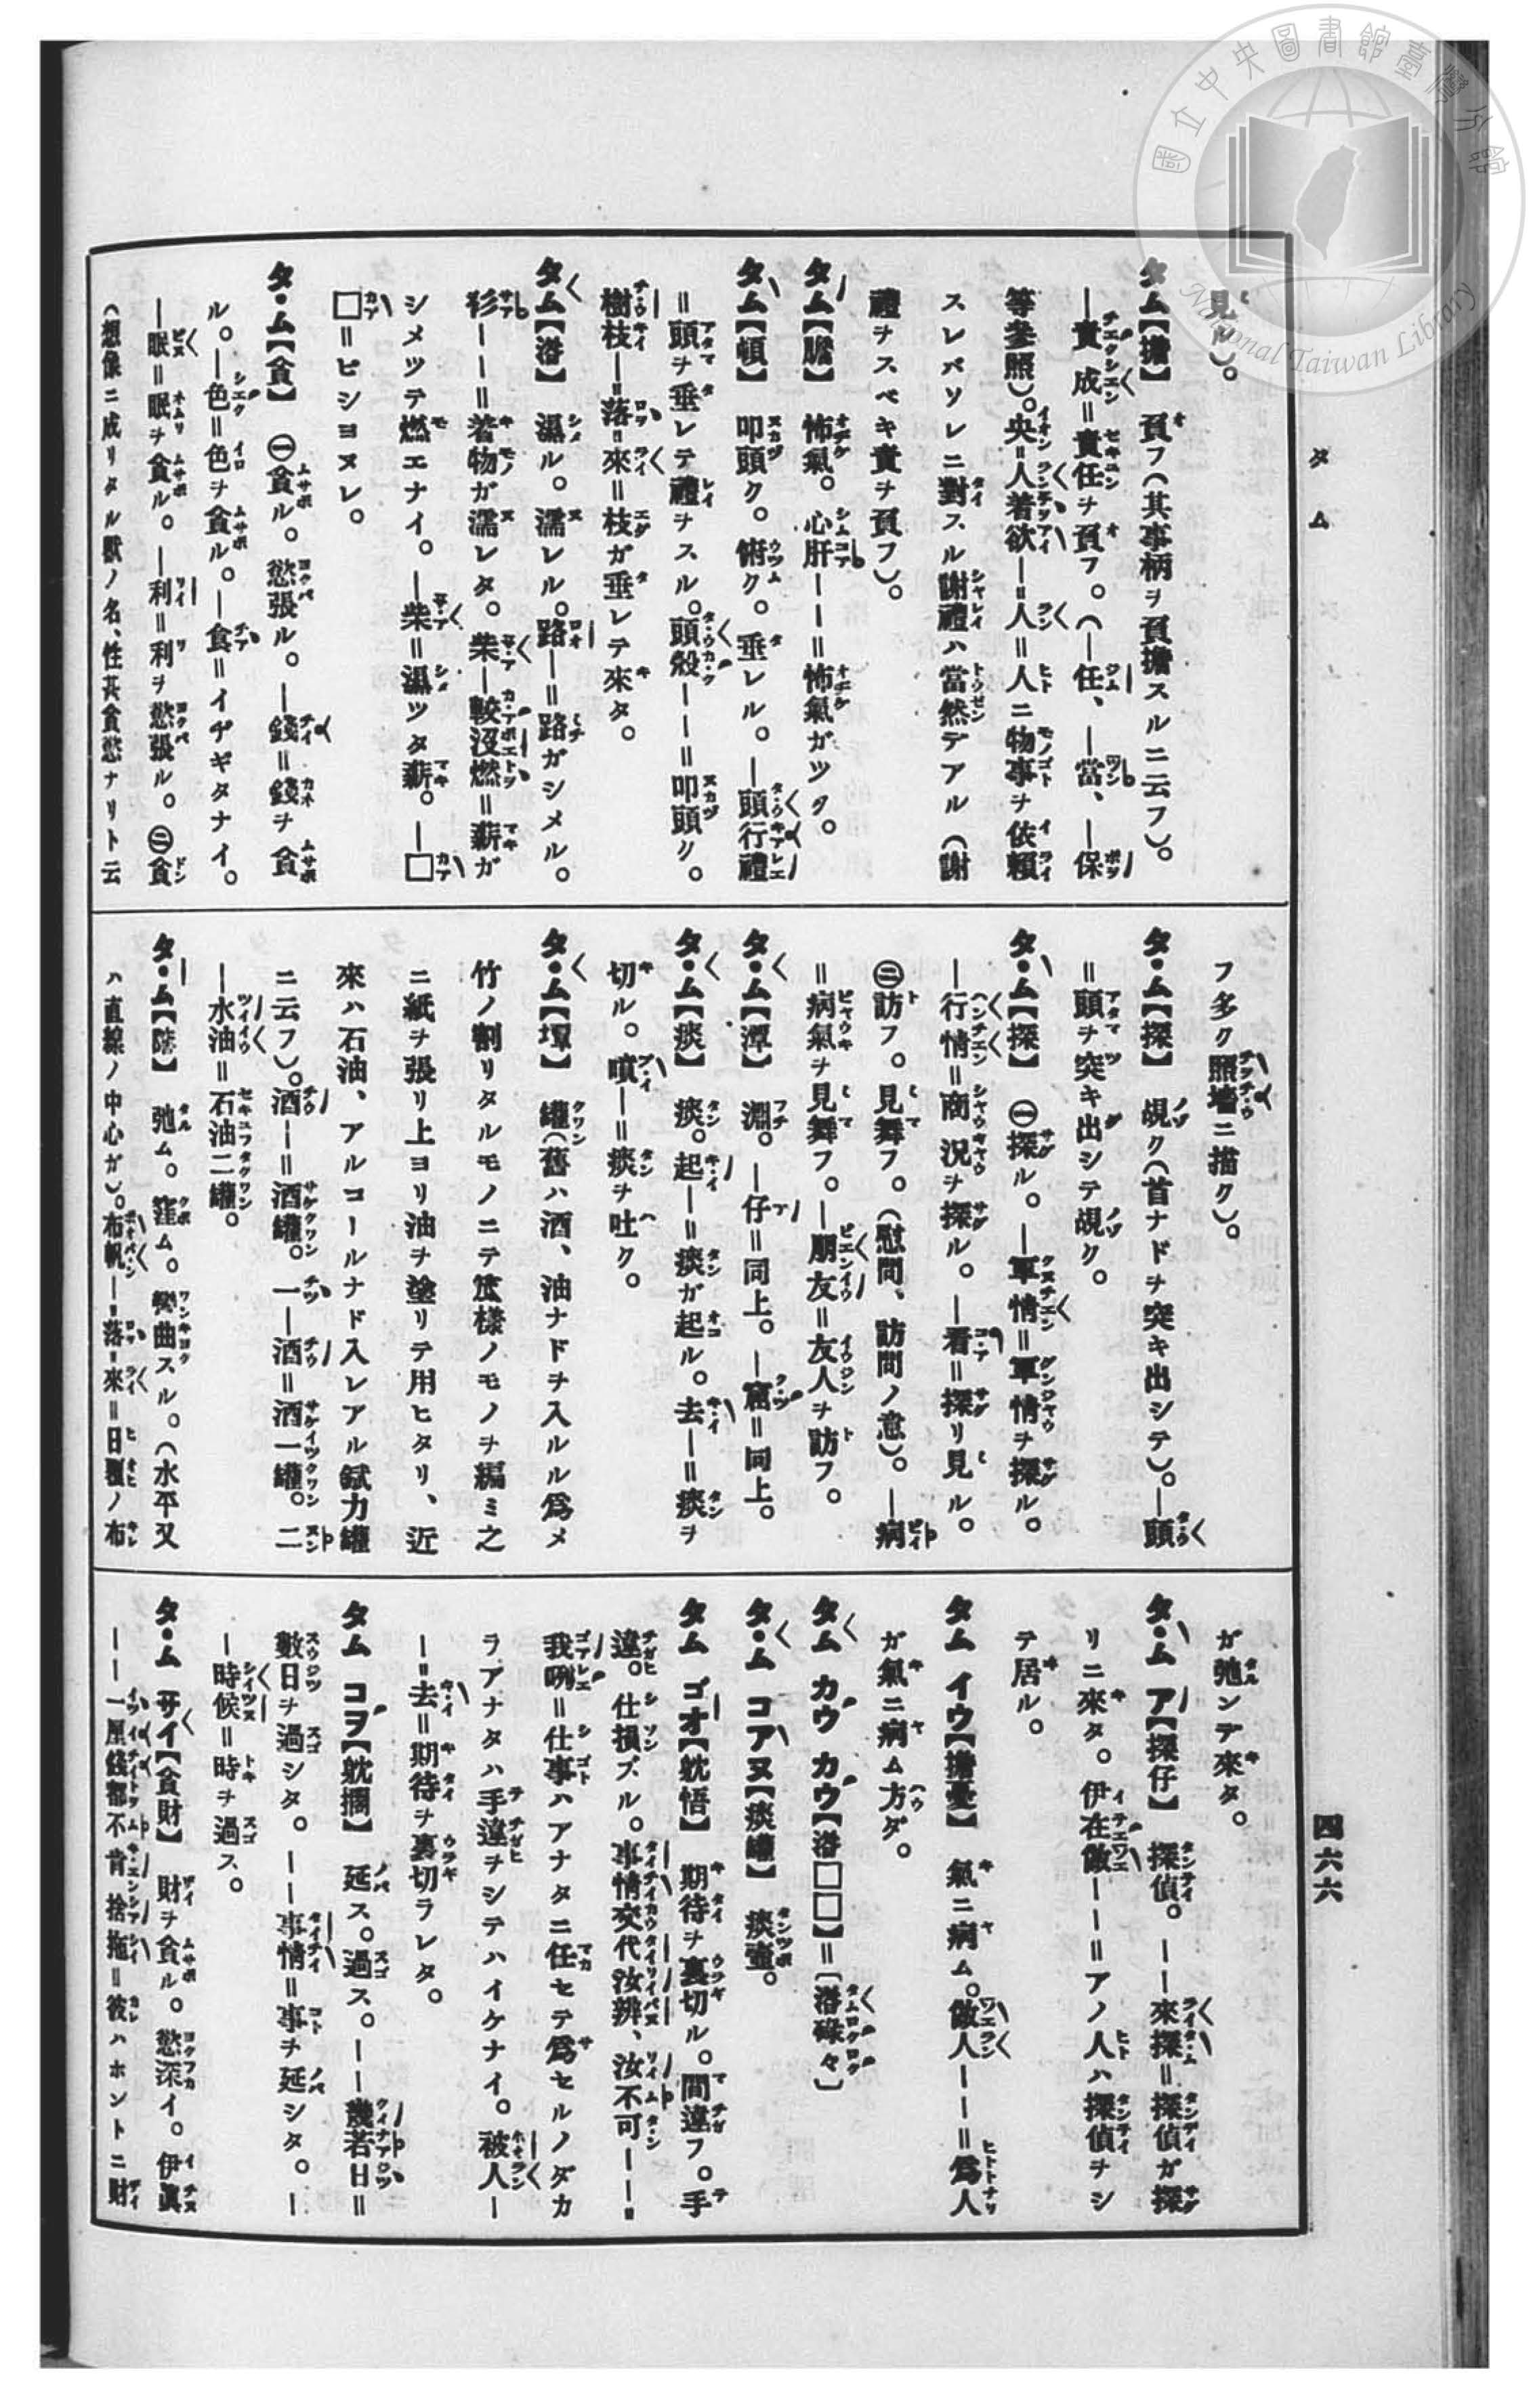 國立中央圖書館臺灣分館
National Taiwan Library
タム
四六六
見ヨ)。
タム【擔】 負フ(其事柄ヲ負擔スルニ云フ)。
―責成=責任ヲ負フ。(―任、―當、―保
等參照)。央=人着欲―=人ニ物事ヲ依賴
スレバソレニ對スル謝禮ハ當然デアル(謝
禮ヲスベキ責ヲ負フ)。
タム【膽】 怖氣。心肝――=怖氣ガツタ。
タム【頓】 叩頭ク。俯ク。垂レル。―頭行禮
=頭ヲ垂レテ禮ヲスル。頭殼――=叩頭ク。
樹枝―=落=來=枝ガ垂レテ來タ。
タム【㴠】 濕ル。濡レル。路―=路ガシメル。
衫――=着物ガ濡レタ。柴―較沒燃=薪ガ
シメツテ燃エナイ。―柴=濕ツタ薪。―□
□=ビシヨヌレ。
タ・ム【貪】 ㊀貪ル。慾張ル。―錢=錢ヲ貪
ル。―色=色ヲ貪ル。―食=イヂギタナイ。
―眠=眠ヲ貪ル。―利=利ヲ慾張ル。㊁貪
(想像ニ成リタル獸ノ名、性甚貪慾ナリト云
フ多ク照墻ニ描ク)。
タ・ム【探】 覘ク(首ナドヲ突キ出シテ)。―頭
=頭ヲ突キ出シテ覘ク。
タ・ム【探】 ㊀探ル。―軍情=軍情ヲ探ル。
―行情=商況ヲ探ル。―看=探リ見ル。
㊁訪フ。見舞フ。(慰問、訪問ノ意)。―病
=病氣ヲ見舞フ。―朋友=友人ヲ訪フ。
タ・ム【潭】 淵。―仔=同上。―窟=同上。
タ・ム【痰】 痰。起―=痰ガ起ル。去―=痰ヲ
切ル。噴―=痰ヲ吐ク。
タ・ム【壜】 罐(舊ハ酒、油ナドヲ入ルル爲メ
竹ノ割リタルモノニテ笊樣ノモノヲ編ミ之
ニ紙ヲ張リ上ヨリ油ヲ塗リテ用ヒタリ、近
來ハ石油、アルコールナド入レアル錻力罐
ニ云フ)。酒―=酒罐。一―酒=酒一罐。二
―水油=石油二罐。
タ・ム 弛ム。窪ム。彎曲スル。(水平又
ハ直線ノ中心ガ)。布帆―=落=來=日覆ノ布
ガ弛ンデ來タ。
タ・ム ア【探仔】 探偵。――來探=探偵ガ探
リニ來タ。伊在做――=アノ人ハ探偵ヲシ
テ居ル。
タム イウ【擔憂】 氣ニ病ム。做人――=爲人
ガ氣ニ病ム方ダ。
タム カウ カウ【㴠□□】=〔㴠碌々〕
タ・ム コアヌ【痰罐】 痰壺。
タム ゴオ【耽悟】 期待ヲ裏切ル。間違フ。手
違。仕損ズル。事情交代汝辨、汝不可――=
我咧=仕事ハアナタニ任セテ爲セルノダカ
ラアナタハ手違ヲシテハイケナイ。被人―
―=去=期待ヲ裏切ラレタ。
タム コヲ【耽擱】 延ス。過ス。――幾若日=
數日ヲ過シタ。――事情=事ヲ延シタ。―
―時候=時ヲ過ス。
タ・ム サイ【貪財】 財ヲ貪ル。慾深イ。伊眞
――一厘錢都不肯捨拖=彼ハホントニ財